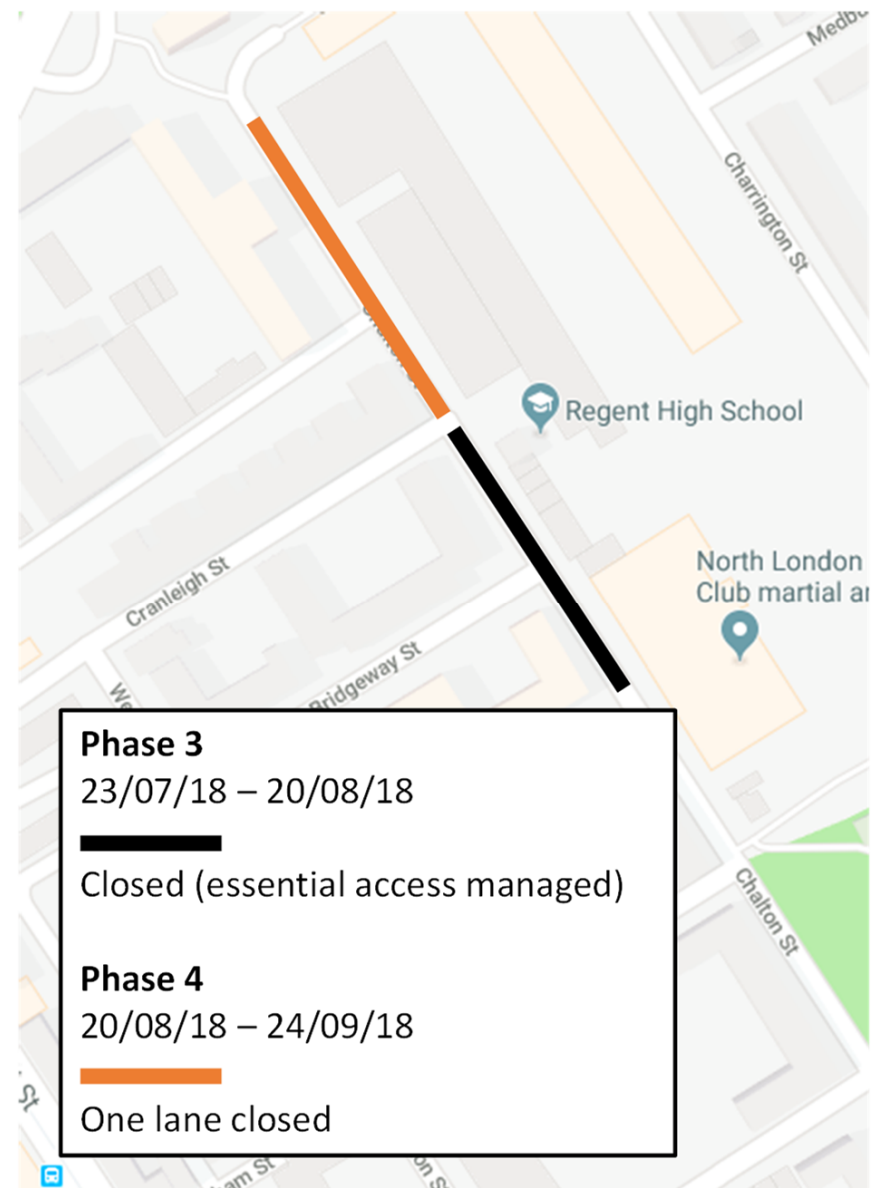 Charrington St
Regent High School
North London
Club martial
Cranleigh St
Bridgeway St
Phase 3
23/07/18 – 20/08/18
Closed (essential access managed)
Phase 4
20/08/18 – 24/09/18
One lane closed
Chalton St
St
St